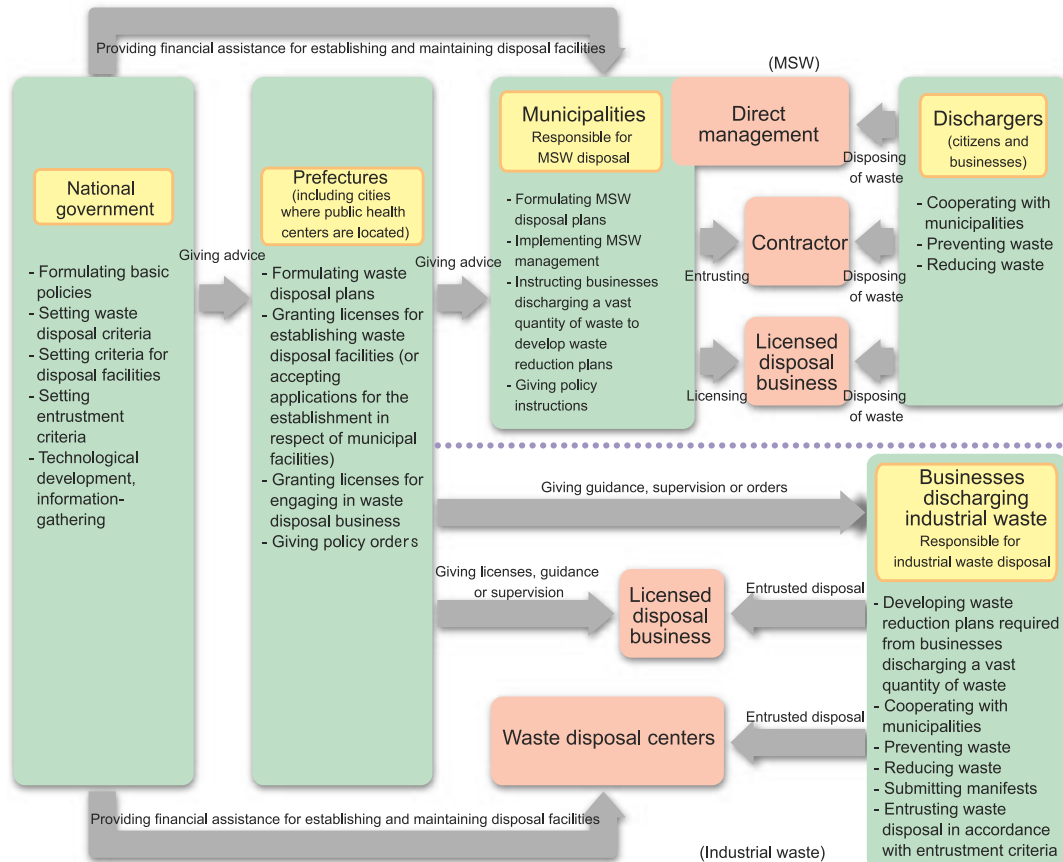 Providing financial assistance for establishing and maintaining disposal facilities
(MSW)
National
government
- Formulating basic
policies
- Setting waste
disposal criteria
- Setting criteria for
disposal facilities
- Setting
entrustment
criteria
- Technological
development,
information-
gathering
Giving advice
Prefectures
(including cities
where public health
centers are located)
- Formulating waste
disposal plans
- Granting licenses for
establishing waste
disposal facilities (or
accepting
applications for the
establishment in
respect of municipal
facilities)
- Granting licenses for
engaging in waste
disposal business
- Giving policy orders
Giving advice
Municipalities
Responsible for
MSW disposal
- Formulating MSW
disposal plans
- Implementing MSW
management
- Instructing businesses
discharging a vast
quantity of waste to
develop waste
reduction plans
- Giving policy
instructions
Direct
management
Disposing
of waste
Entrusting
Contractor
Disposing
of waste
Licensing
Licensed
disposal
business
Disposing
of waste
Dischargers
(citizens and
businesses)
- Cooperating with
municipalities
- Preventing waste
- Reducing waste
Giving guidance, supervision or orders
Giving licenses, guidance
or supervision
Licensed
disposal
business
Entrusted disposal
Waste disposal centers
Entrusted disposal
Businesses
discharging
industrial waste
Responsible for
industrial waste disposal
- Developing waste
reduction plans required
from businesses
discharging a vast
quantity of waste
- Cooperating with
municipalities
- Preventing waste
- Reducing waste
- Submitting manifests
- Entrusting waste
disposal in accordance
with entrustment criteria
Providing financial assistance for establishing and maintaining disposal facilities
(Industrial waste)